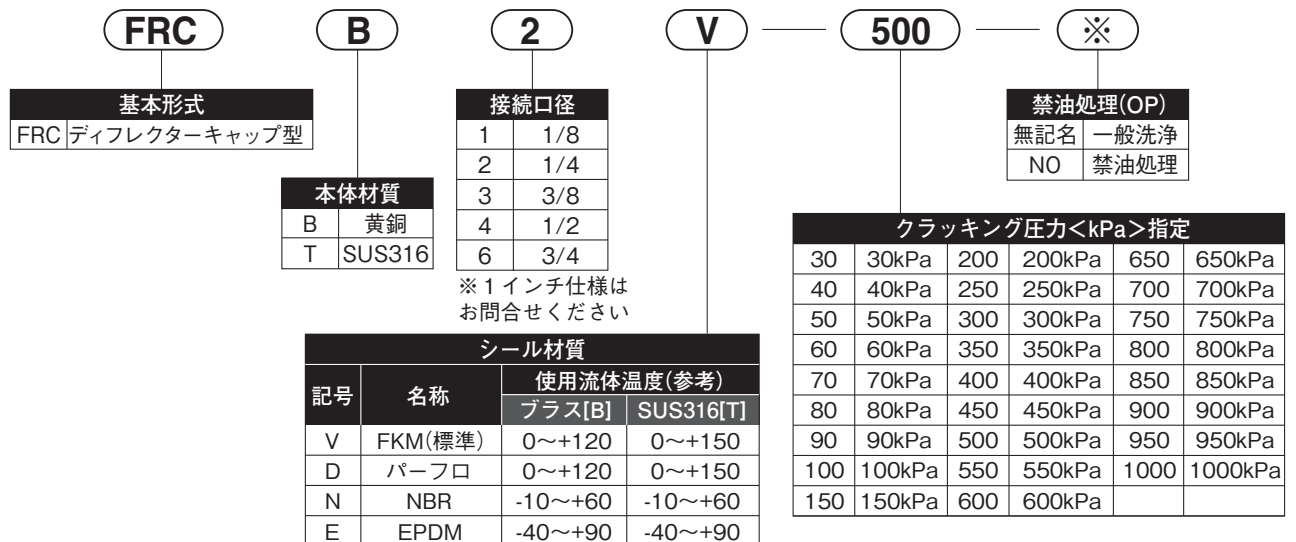 FRC B 2 V 500 ※
基本形式
FRC ディフレクターキャップ型
本体材質
B 黄銅
T SUS316
接続口径
1 1/8
2 1/4
3 3/8
4 1/2
6 3/4
※1インチ仕様は
お問合せください
シール材質
記号 名称 使用流体温度(参考)
ブラス[B] SUS316[T]
V FKM(標準) 0～+120 0～+150
D パーフロ 0～+120 0～+150
N NBR -10～+60 -10～+60
E EPDM -40～+90 -40～+90
禁油処理(OP)
無記名 一般洗浄
NO 禁油処理
クラッキング圧力<kPa>指定
30 30kPa 200 200kPa 650 650kPa
40 40kPa 250 250kPa 700 700kPa
50 50kPa 300 300kPa 750 750kPa
60 60kPa 350 350kPa 800 800kPa
70 70kPa 400 400kPa 850 850kPa
80 80kPa 450 450kPa 900 900kPa
90 90kPa 500 500kPa 950 950kPa
100 100kPa 550 550kPa 1000 1000kPa
150 150kPa 600 600kPa